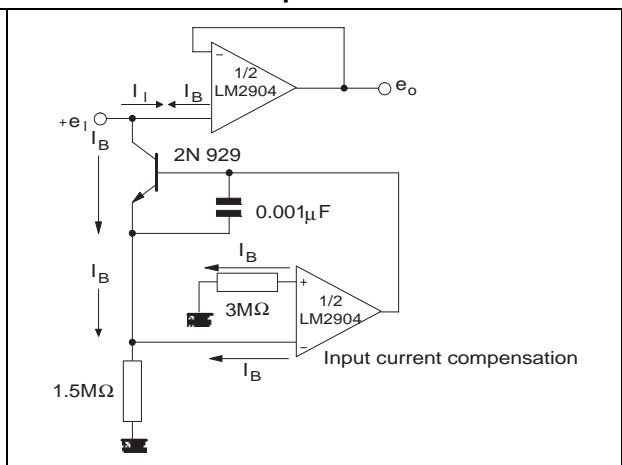 −
1/2
LM2904
e_o
I_I
I_B
+e_I
I_B
2N 929
0.001μF
I_B
I_B
+
3MΩ
1/2
LM2904
−
Input current compensation
I_B
1.5MΩ